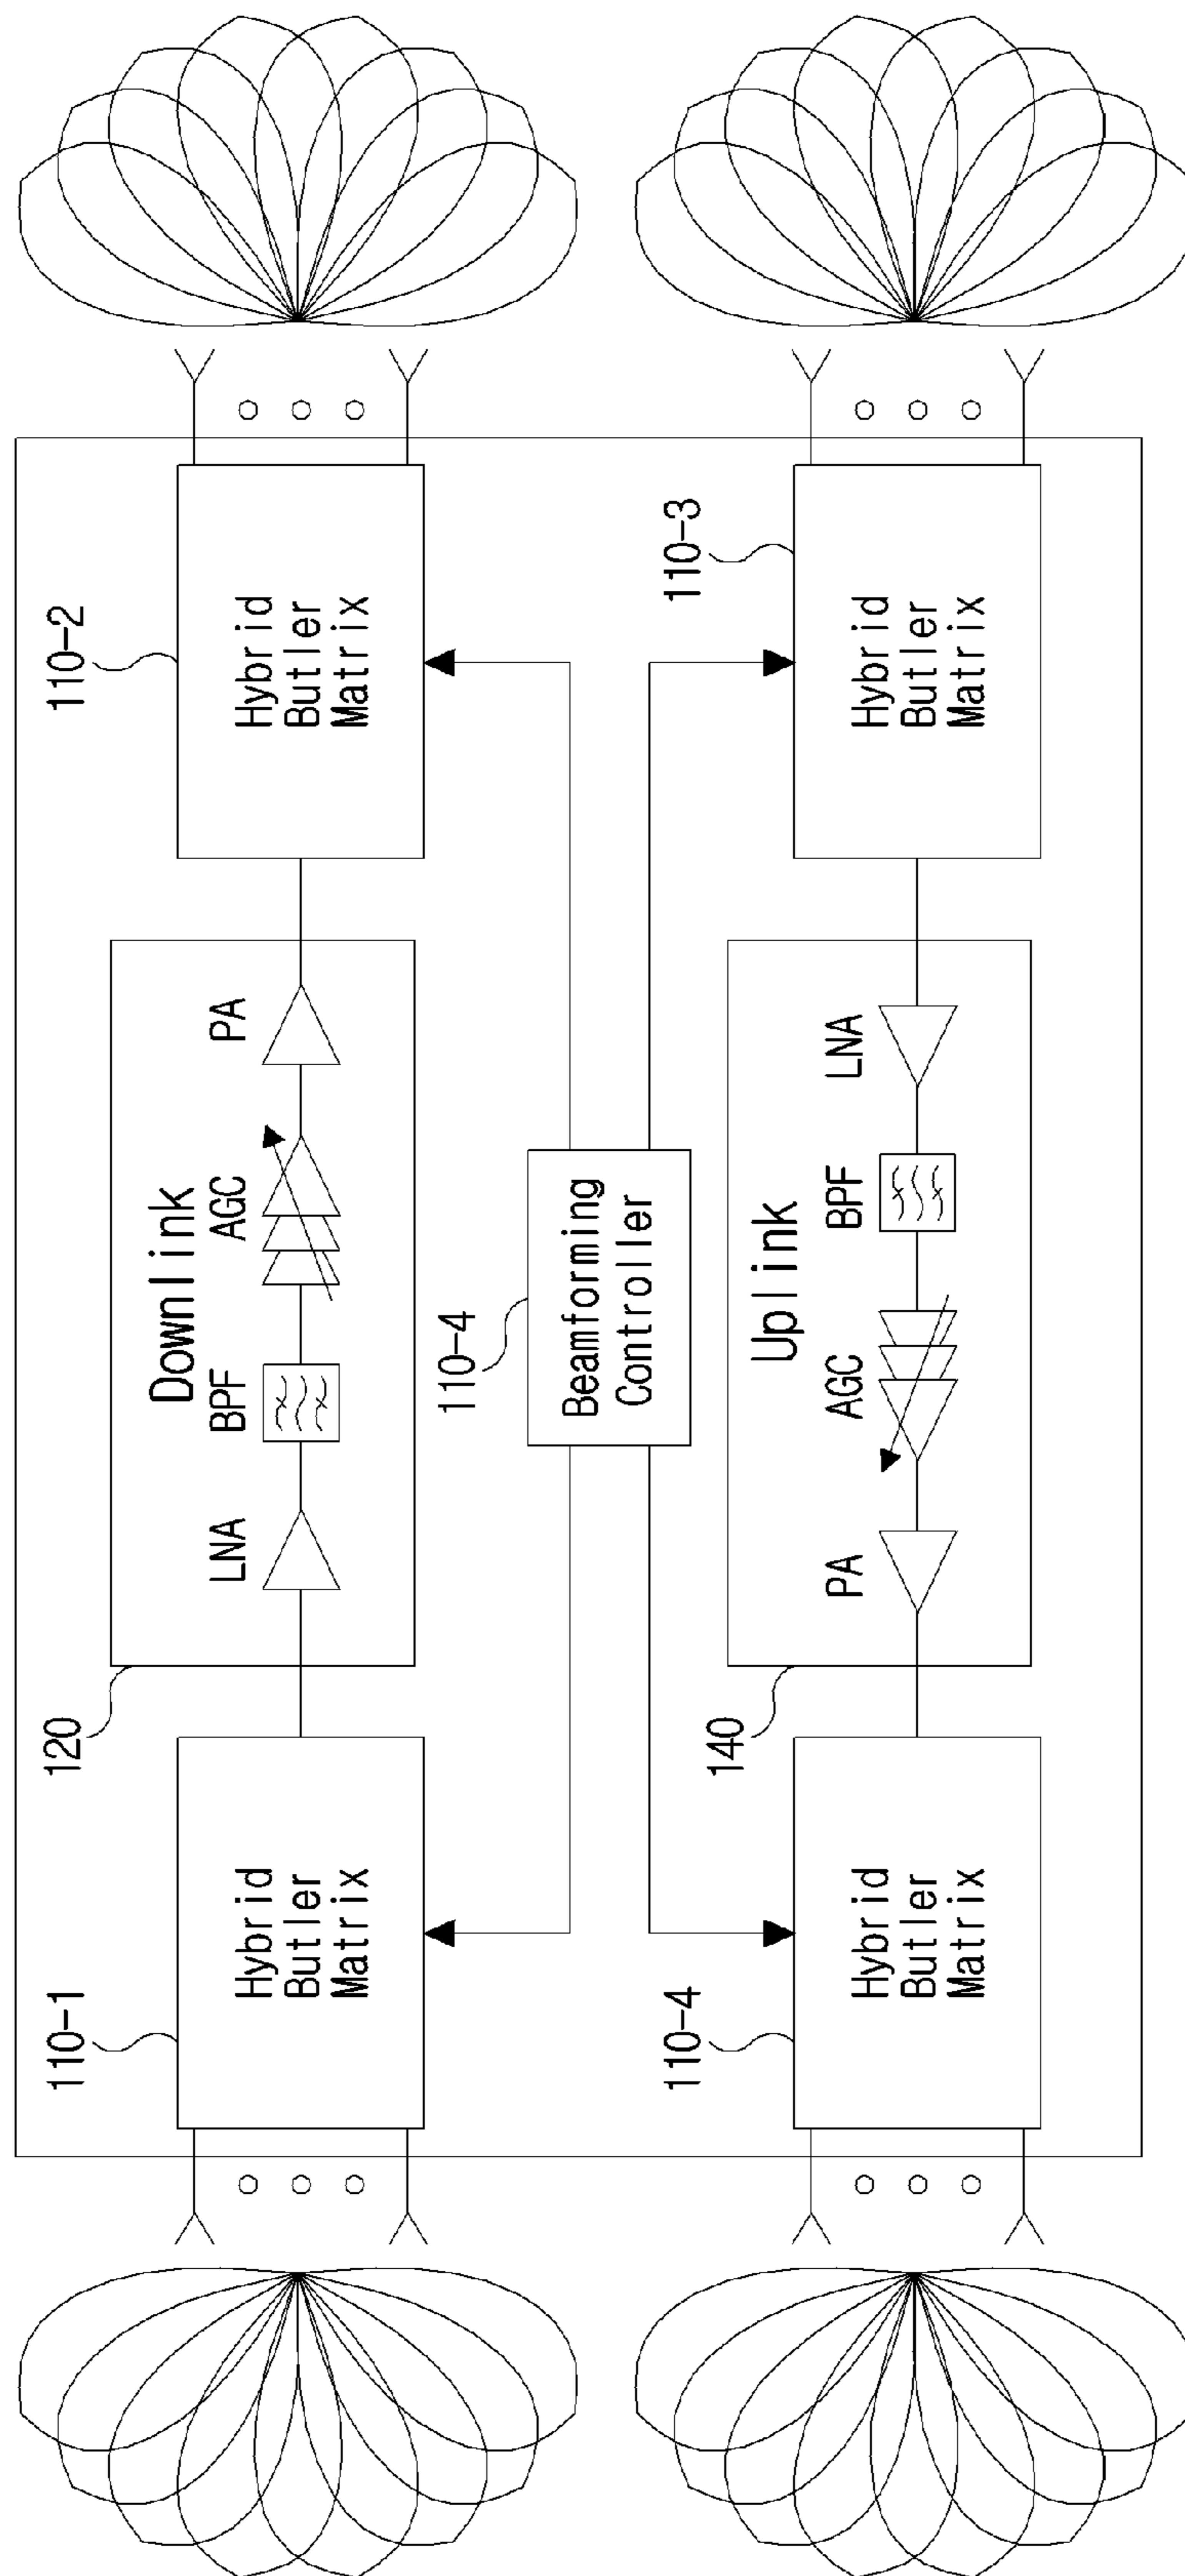 110-1
Hybrid
Butler
Matrix
120
Downlink
LNA
BPF
AGC
PA
110-2
Hybrid
Butler
Matrix
110-4
Beamforming
Controller
110-4
Hybrid
Butler
Matrix
140
Uplink
PA
AGC
BPF
LNA
110-3
Hybrid
Butler
Matrix